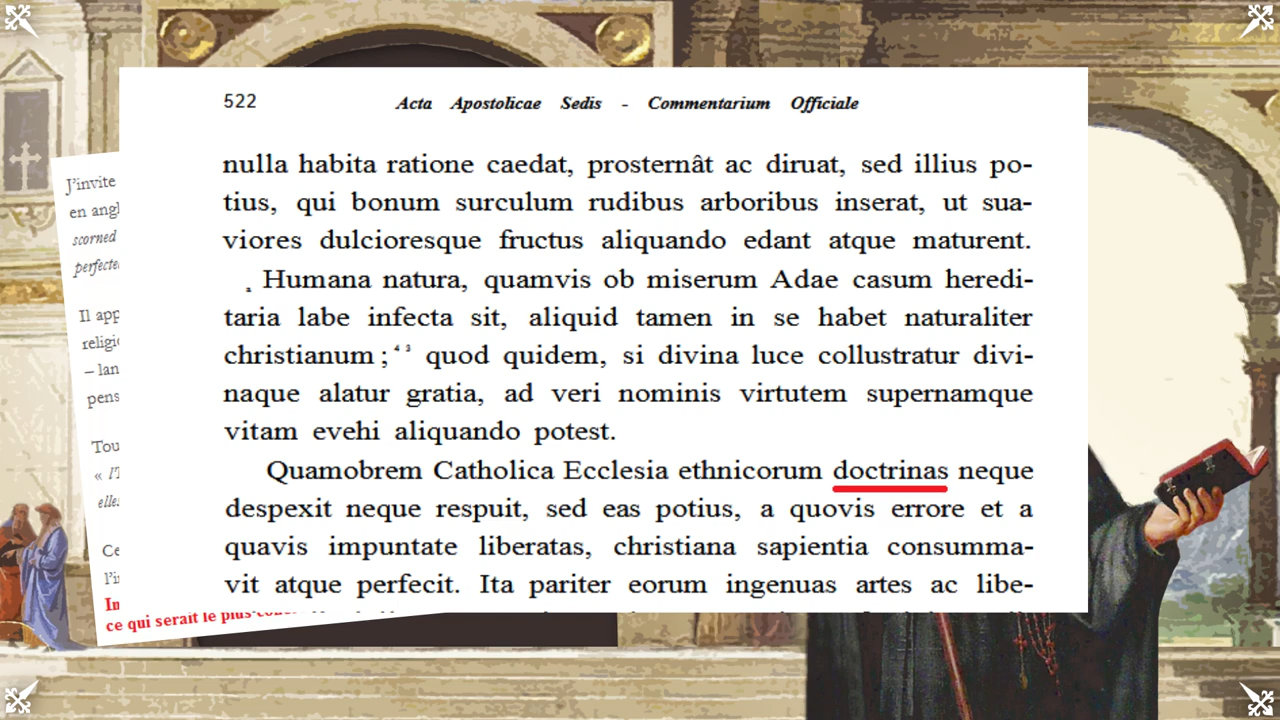 522 Acta Apostolicae Sedis - Commentarium Officiale
nulla habita ratione caedat, prosternât ac diruat, sed illius po-
tius, qui bonum surculum rudibus arboribus inserat, ut sua-
viores dulcioresque fructus aliquando edant atque maturent.
Humana natura, quamvis ob miserum Adae casum heredi-
taria labe infecta sit, aliquid tamen in se habet naturaliter
christianum; quod quidem, si divina luce collustratur divi-
naque alatur gratia, ad veri nominis virtutem supernamque
vitam evehi aliquando potest.
Quamobrem Catholica Ecclesia ethnicorum doctrinas neque
despexit neque respuit, sed eas potius, a quovis errore et a
quavis impuntate liberatas, christiana sapientia consumma-
vit atque perfecit. Ita pariter eorum ingenuas artes ac libe-
J'invite
en angl
scorned
perfecte
Il app
religi
– lan
pens
Tou
« l'I
elle
Ce
l'i
In
ce qui serait le plus